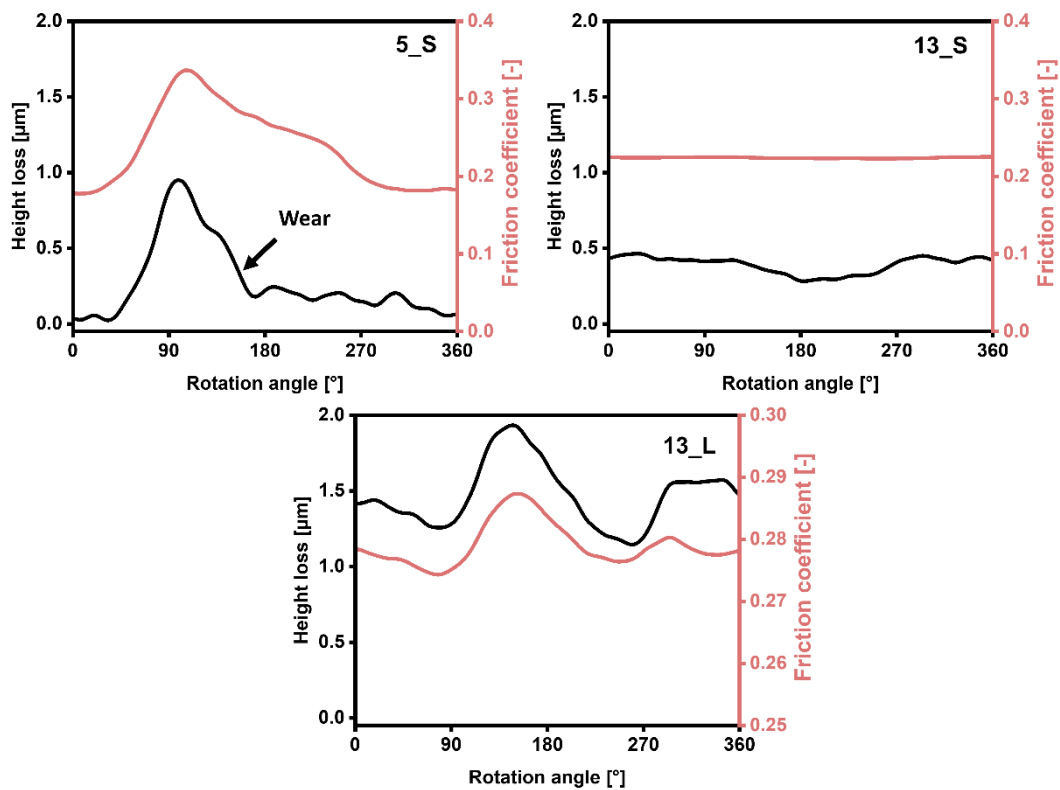 5_S
Height loss [µm]
2.0
1.5
1.0
0.5
0.0
Wear
Friction coefficient [-]
0.4
0.3
0.2
0.1
0.0
0 90 180 270 360
Rotation angle [°]
13_S
Height loss [µm]
2.0
1.5
1.0
0.5
0.0
Friction coefficient [-]
0.4
0.3
0.2
0.1
0.0
0 90 180 270 360
Rotation angle [°]
13_L
Height loss [µm]
2.0
1.5
1.0
0.5
0.0
Friction coefficient [-]
0.30
0.29
0.28
0.27
0.26
0.25
0 90 180 270 360
Rotation angle [°]